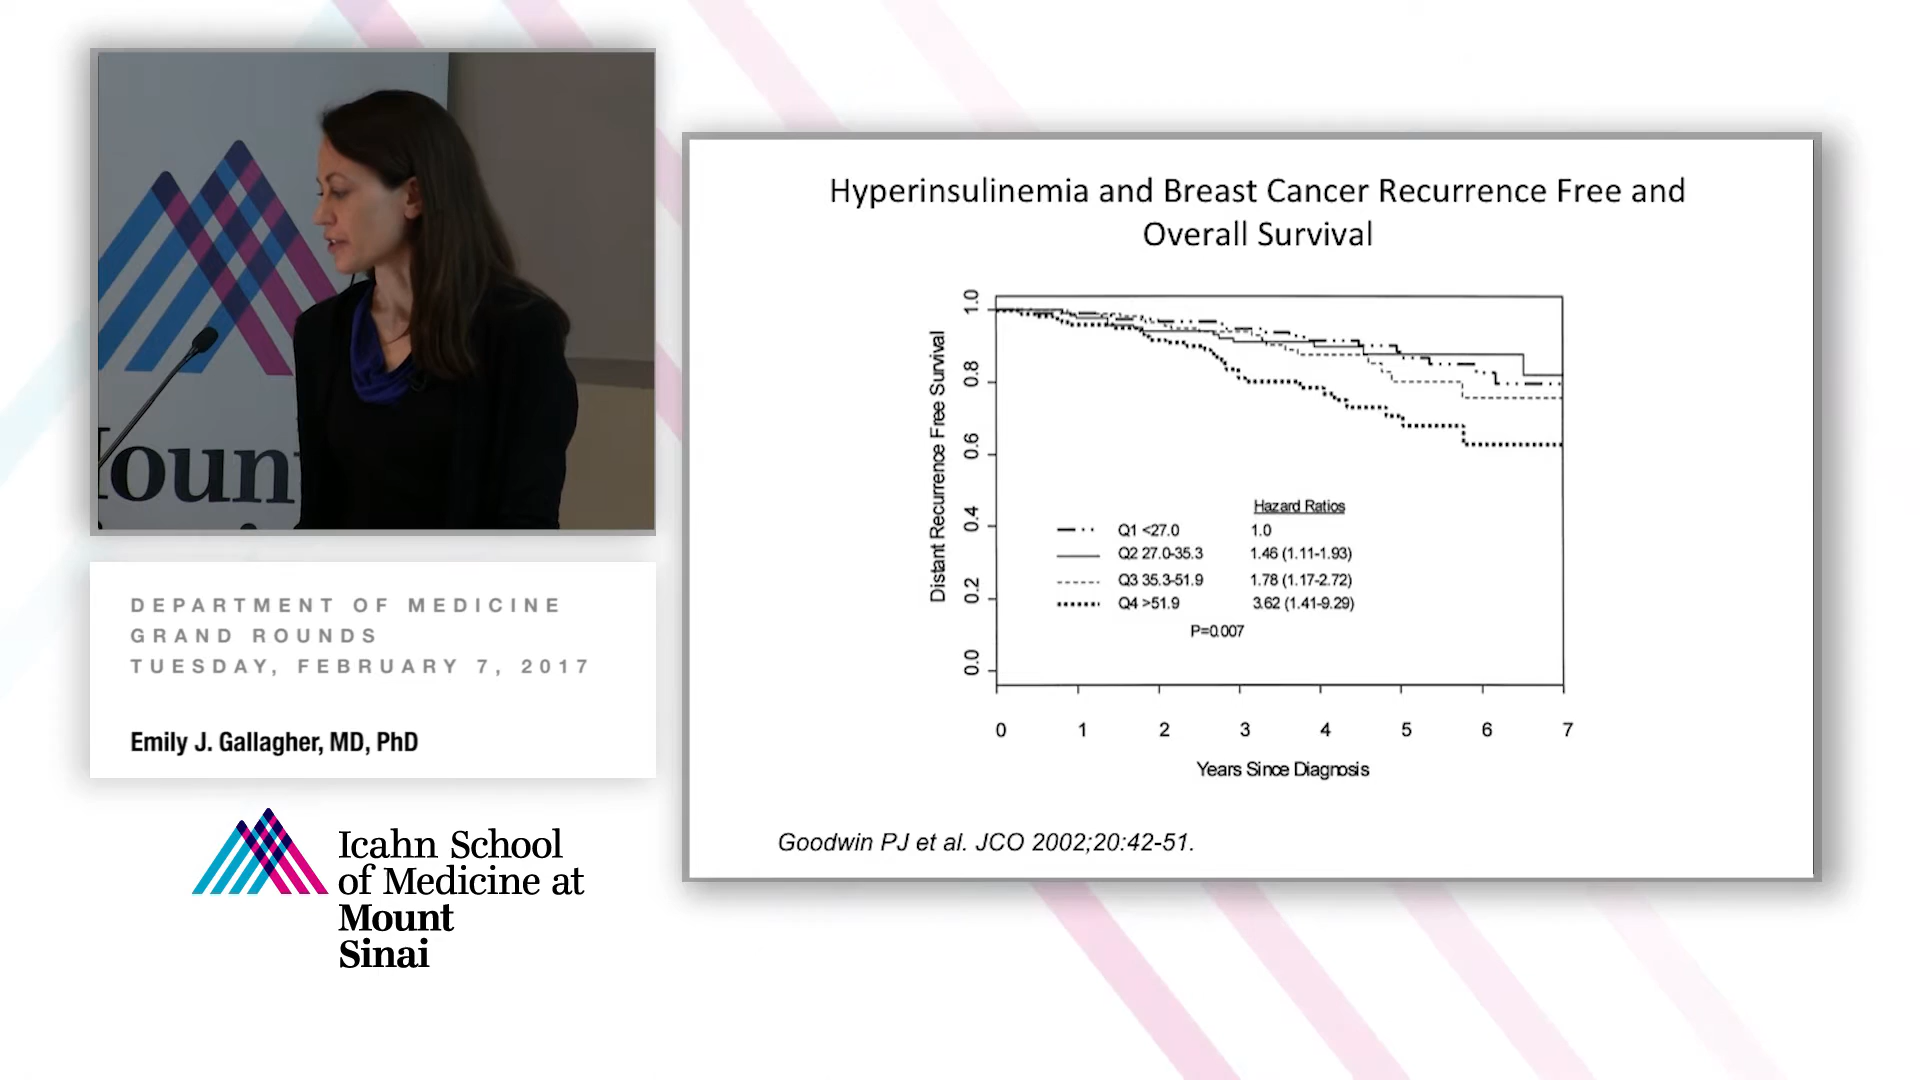 oun
DEPARTMENT OF MEDICINE
GRAND ROUNDS
TUESDAY, FEBRUARY 7, 2017
Emily J. Gallagher, MD, PhD
Icahn School
of Medicine at
Mount
Sinai
Hyperinsulinemia and Breast Cancer Recurrence Free and
Overall Survival
Distant Recurrence Free Survival
1.0
0.8
0.6
0.4
0.2
0.0
Hazard Ratios
Q1 <27.0 1.0
Q2 27.0-35.3 1.46 (1.11-1.93)
Q3 35.3-51.9 1.78 (1.17-2.72)
Q4 >51.9 3.62 (1.41-9.29)
P=0.007
0 1 2 3 4 5 6 7
Years Since Diagnosis
Goodwin PJ et al. JCO 2002;20:42-51.